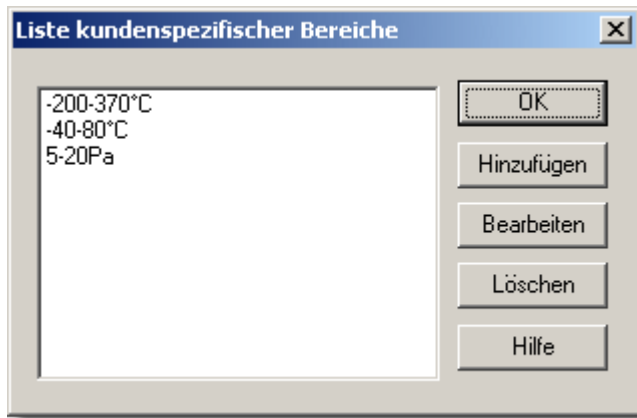 Liste kundenspezifischer Bereiche
-200-370°C
-40-80°C
5-20Pa
OK
Hinzufügen
Bearbeiten
Löschen
Hilfe